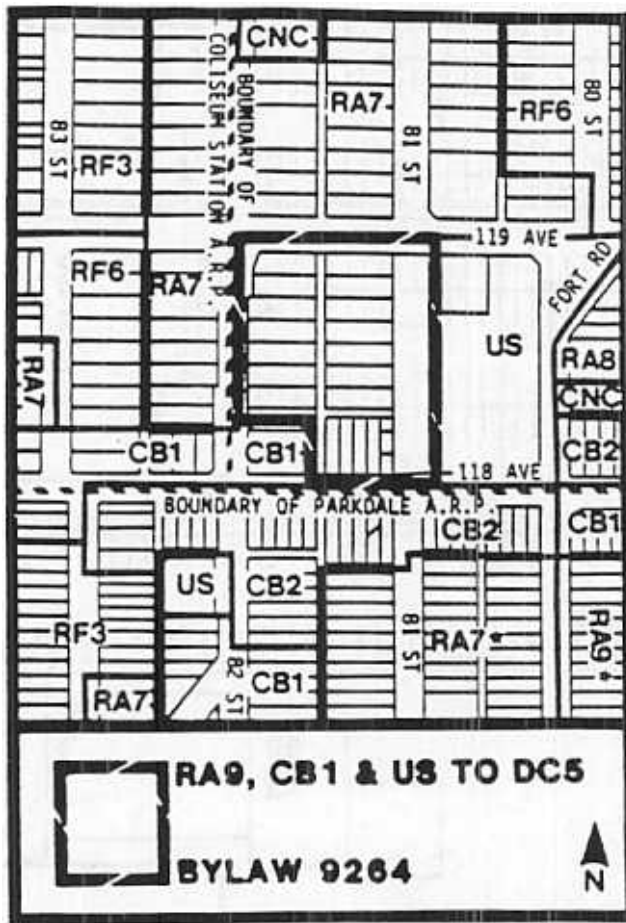 CNC
BOUNDARY OF
COLISEUM STATION A.R.P.
RA7
83 ST
81 ST
RF6
80 ST
RF3
119 AVE
RF6
RA7
FORT RD
US
RA7
RA8
CNC
CB1
CB1
CB2
118 AVE
BOUNDARY OF PARKDALE A.R.P.
CB2
CB1
US
CB2
RF3
81 ST
RA7*
RA9*
82 ST
CB1
RA7
RA9, CB1 & US TO DC5
BYLAW 9264
N